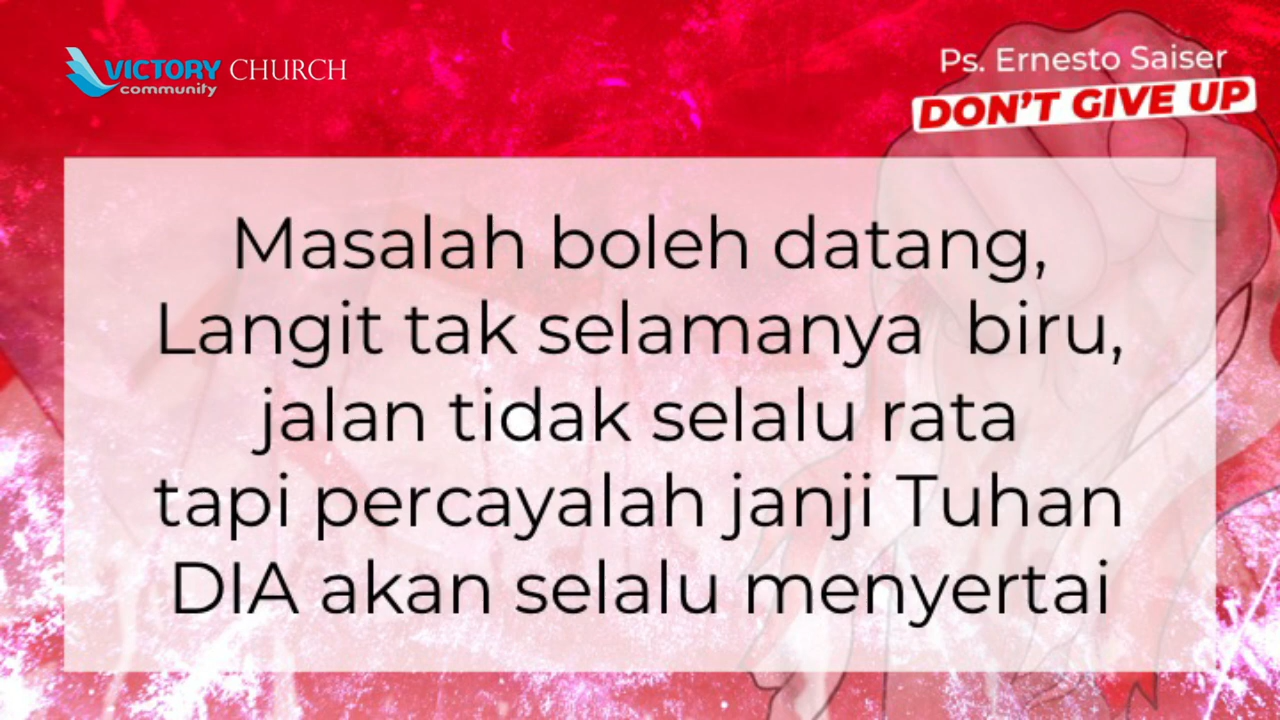 VICTORY CHURCH
community
Ps. Ernesto Saiser
DON'T GIVE UP
Masalah boleh datang,
Langit tak selamanya biru,
jalan tidak selalu rata
tapi percayalah janji Tuhan
DIA akan selalu menyertai